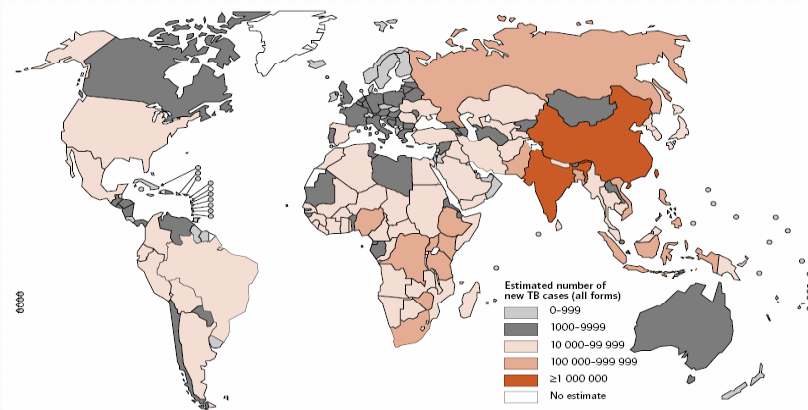 Estimated number of
new TB cases (all forms)
0–999
1000–9999
10 000–99 999
100 000–999 999
≥1 000 000
No estimate